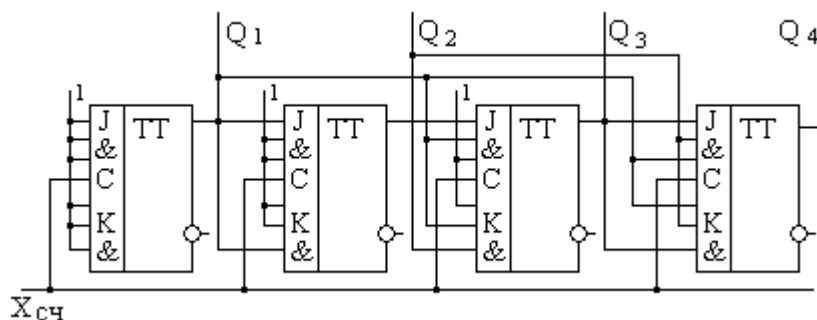 Q1 Q2 Q3 Q4
1 1 1
J TT J TT J TT J TT
& & & &
C C C C
K K K K
& & & &
Xсч